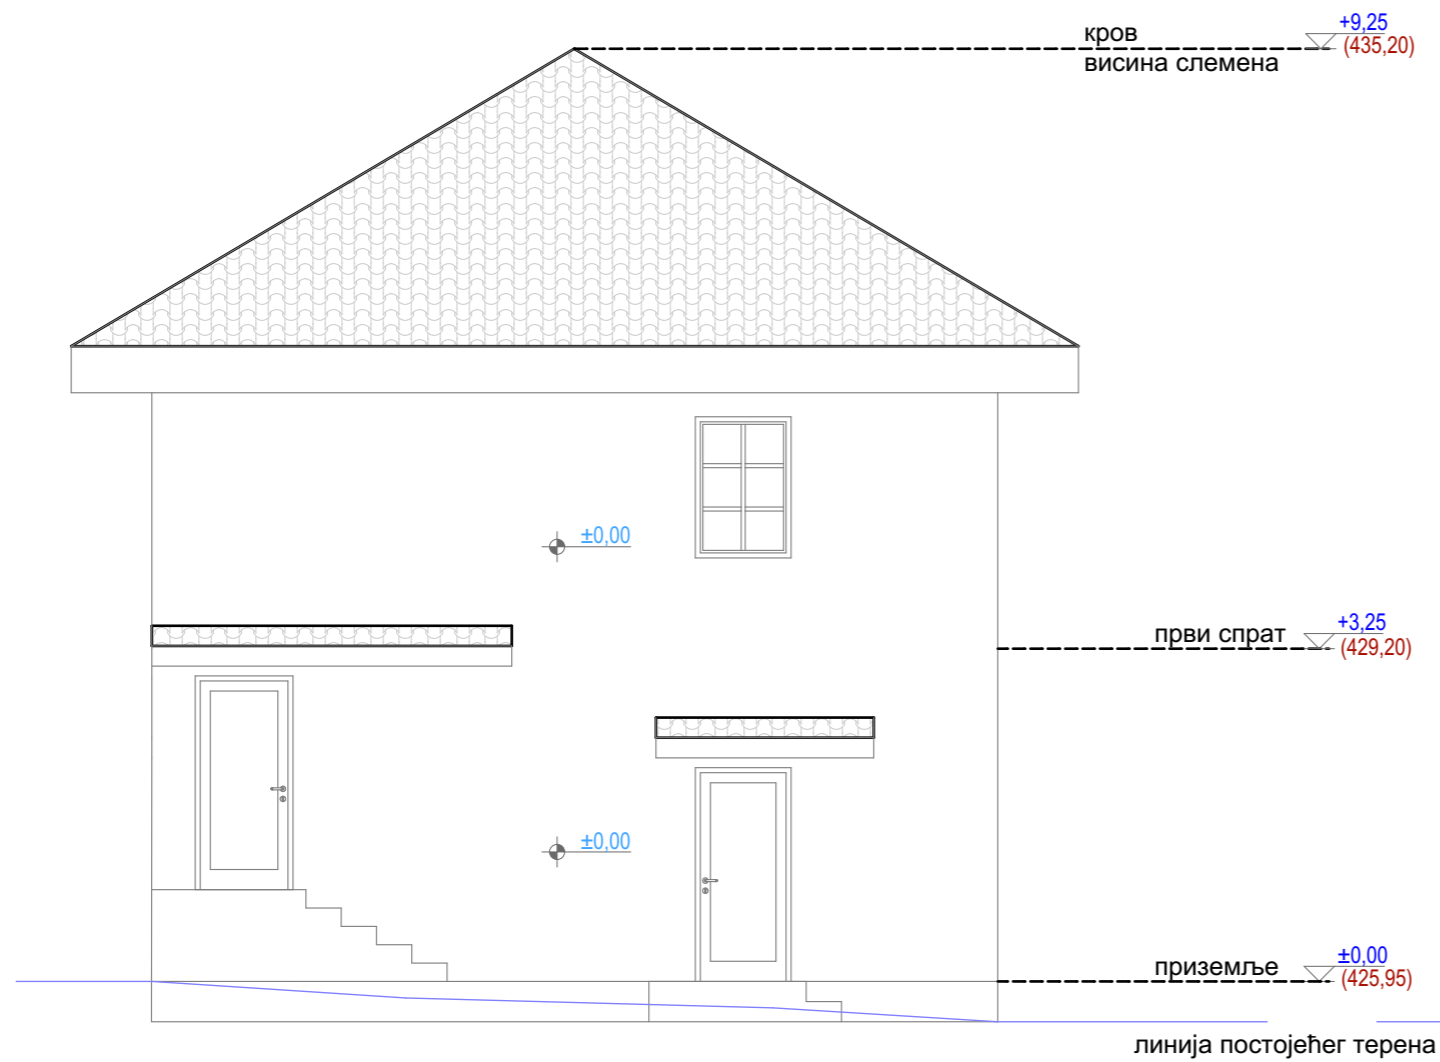 кров
+9,25
(435,20)
висина слемена
±0,00
први спрат
+3,25
(429,20)
±0,00
приземље
±0,00
(425,95)
линија постојећег терена